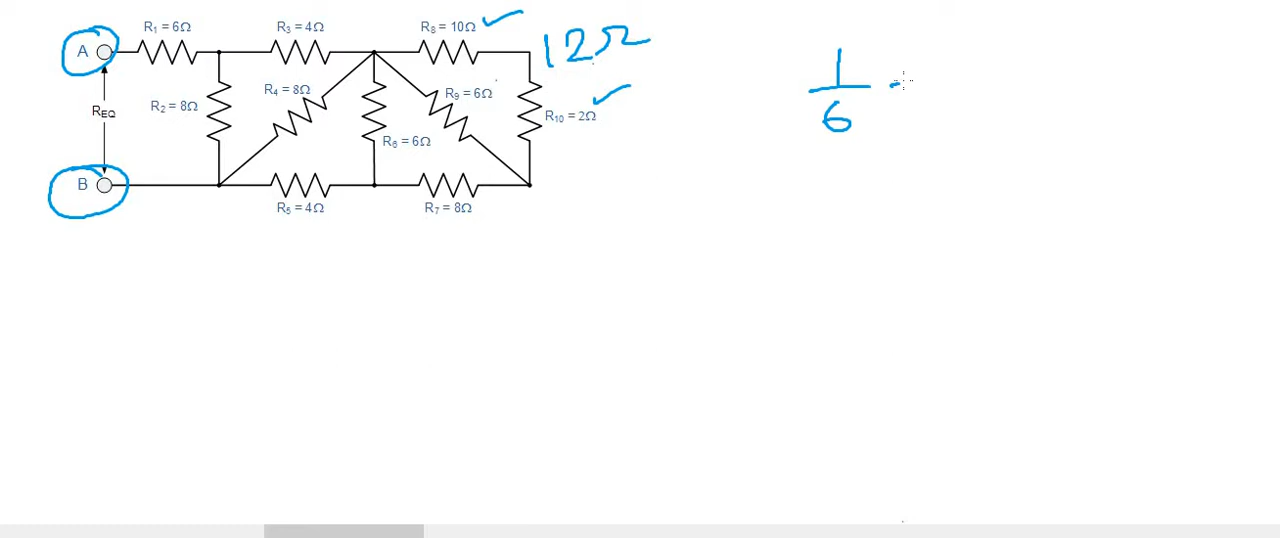 R1 = 6Ω R3 = 4Ω R8 = 10Ω
A
12Ω
R4 = 8Ω R9 = 6Ω
R2 = 8Ω
REQ
R10 = 2Ω
R6 = 6Ω
B
R5 = 4Ω R7 = 8Ω
1
6